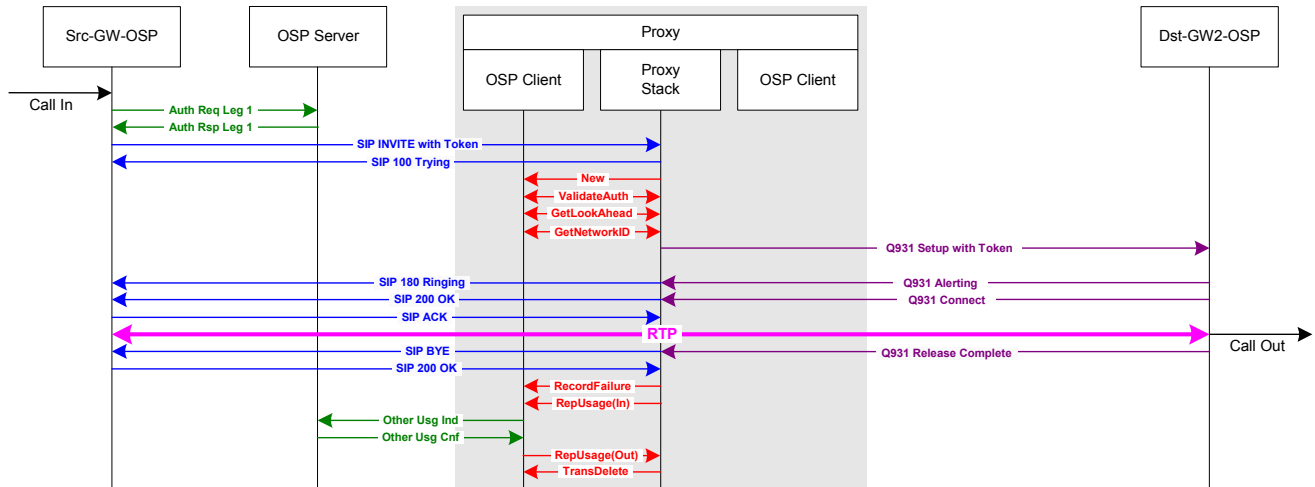 Src-GW-OSP
OSP Server
Proxy
Dst-GW2-OSP
OSP Client
Proxy
Stack
OSP Client
Call In
Auth Req Leg 1
Auth Rsp Leg 1
SIP INVITE with Token
SIP 100 Trying
New
ValidateAuth
GetLookAhead
GetNetworkID
Q931 Setup with Token
SIP 180 Ringing
Q931 Alerting
SIP 200 OK
Q931 Connect
SIP ACK
RTP
Call Out
SIP BYE
Q931 Release Complete
SIP 200 OK
RecordFailure
RepUsage(In)
Other Usg Ind
Other Usg Cnf
RepUsage(Out)
TransDelete